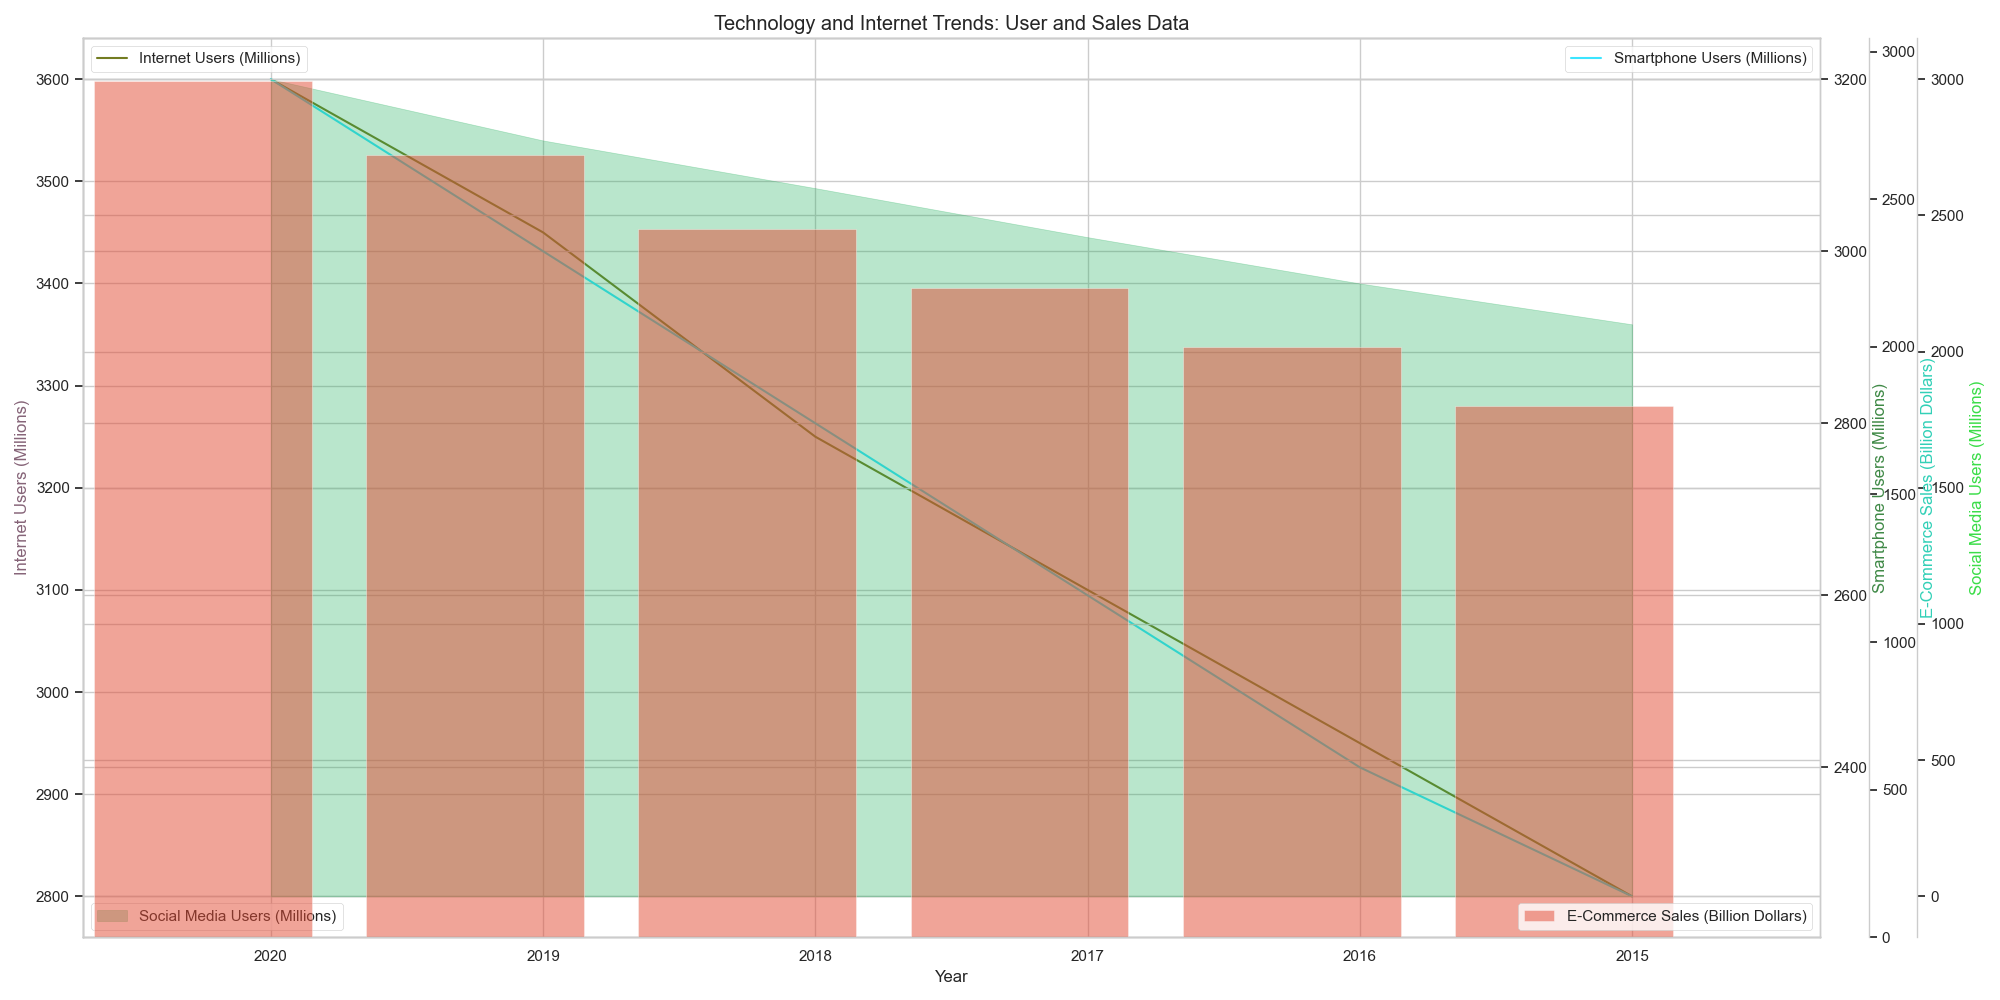 Technology and Internet Trends: User and Sales Data
Internet Users (Millions)
Smartphone Users (Millions)
3600
3500
3400
3300
3200
3100
3000
2900
2800
Internet Users (Millions)
3200
3000
2800
2600
2400
Smartphone Users (Millions)
3000
2500
2000
1500
1000
500
0
E-Commerce Sales (Billion Dollars)
3000
2500
2000
1500
1000
500
0
Social Media Users (Millions)
Social Media Users (Millions)
E-Commerce Sales (Billion Dollars)
2020 2019 2018 2017 2016 2015
Year